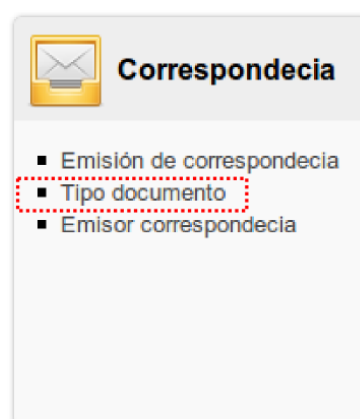 Correspondecia
Emisión de correspondecia
Tipo documento
Emisor correspondecia